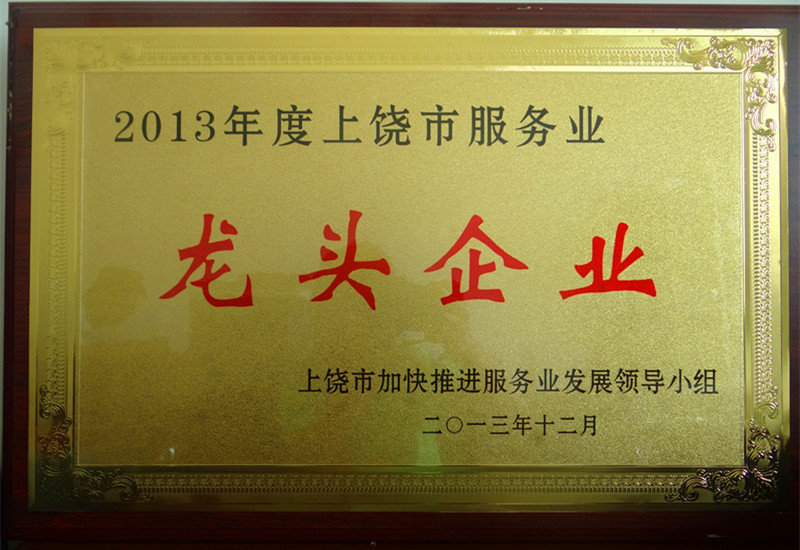 2013年度上饶市服务业
龙头企业
上饶市加快推进服务业发展领导小组
二〇一三年十二月